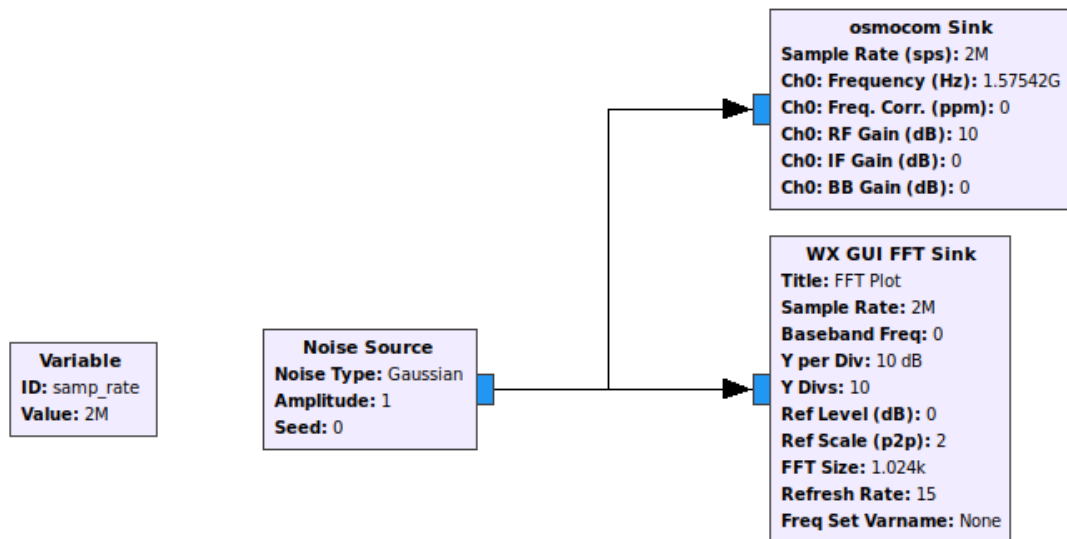 osmocom Sink
Sample Rate (sps): 2M
Ch0: Frequency (Hz): 1.57542G
Ch0: Freq. Corr. (ppm): 0
Ch0: RF Gain (dB): 10
Ch0: IF Gain (dB): 0
Ch0: BB Gain (dB): 0
Variable
ID: samp_rate
Value: 2M
Noise Source
Noise Type: Gaussian
Amplitude: 1
Seed: 0
WX GUI FFT Sink
Title: FFT Plot
Sample Rate: 2M
Baseband Freq: 0
Y per Div: 10 dB
Y Divs: 10
Ref Level (dB): 0
Ref Scale (p2p): 2
FFT Size: 1.024k
Refresh Rate: 15
Freq Set Varname: None